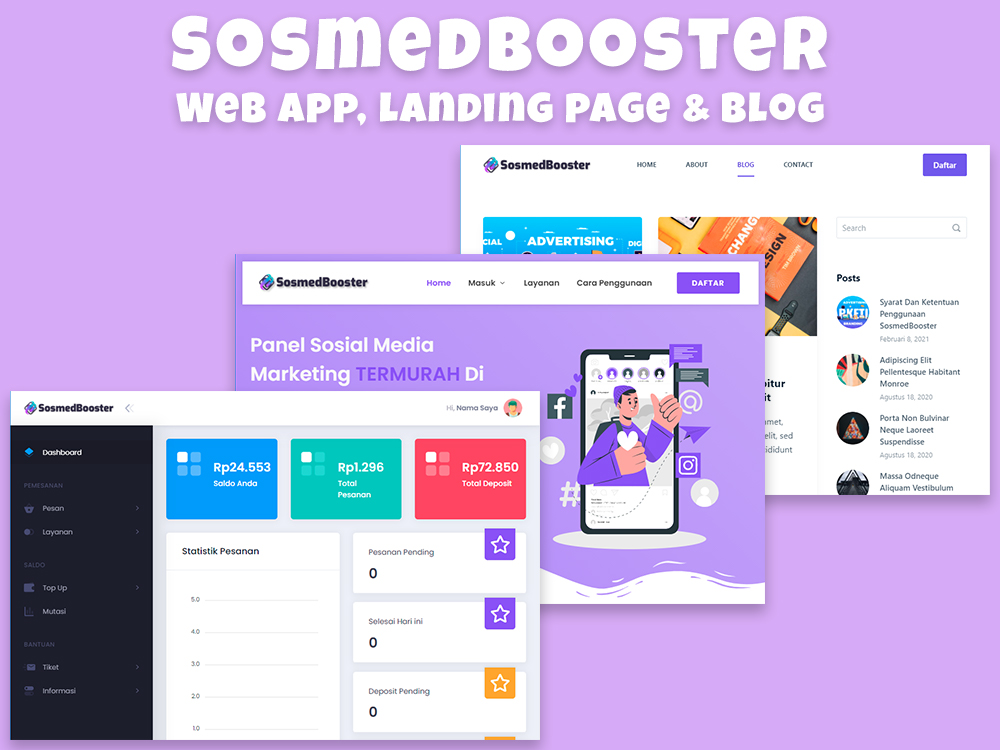 SosmedBooster
Web App, Landing Page & Blog
SosmedBooster
HOME
ABOUT
BLOG
CONTACT
Daftar
ADVERTISING
CHANG
DESIGN
Search
Posts
Syarat Dan Ketentuan
Penggunaan
SosmedBooster
Februari 8, 2021
Adipiscing Elit
Pellentesque Habitant
Monroe
Agustus 18, 2020
Porta Non Bulvinar
Neque Laoreet
Suspendisse
Agustus 18, 2020
Massa Odneque
Aliquam Vestibulum
SosmedBooster
Home
Masuk
Layanan
Cara Penggunaan
DAFTAR
Panel Sosial Media
Marketing TERMURAH Di
SosmedBooster
Hi, Nama Saya
Dashboard
PEMESANAN
Pesan
Layanan
SALDO
Top Up
Mutasi
BANTUAN
Tiket
Informasi
Rp24.553
Saldo Anda
Rp1.296
Total
Pesanan
Rp72.850
Total Deposit
Statistik Pesanan
5.0
4.0
3.0
2.0
1.0
Pesanan Pending
0
Selesai Hari ini
0
Deposit Pending
0